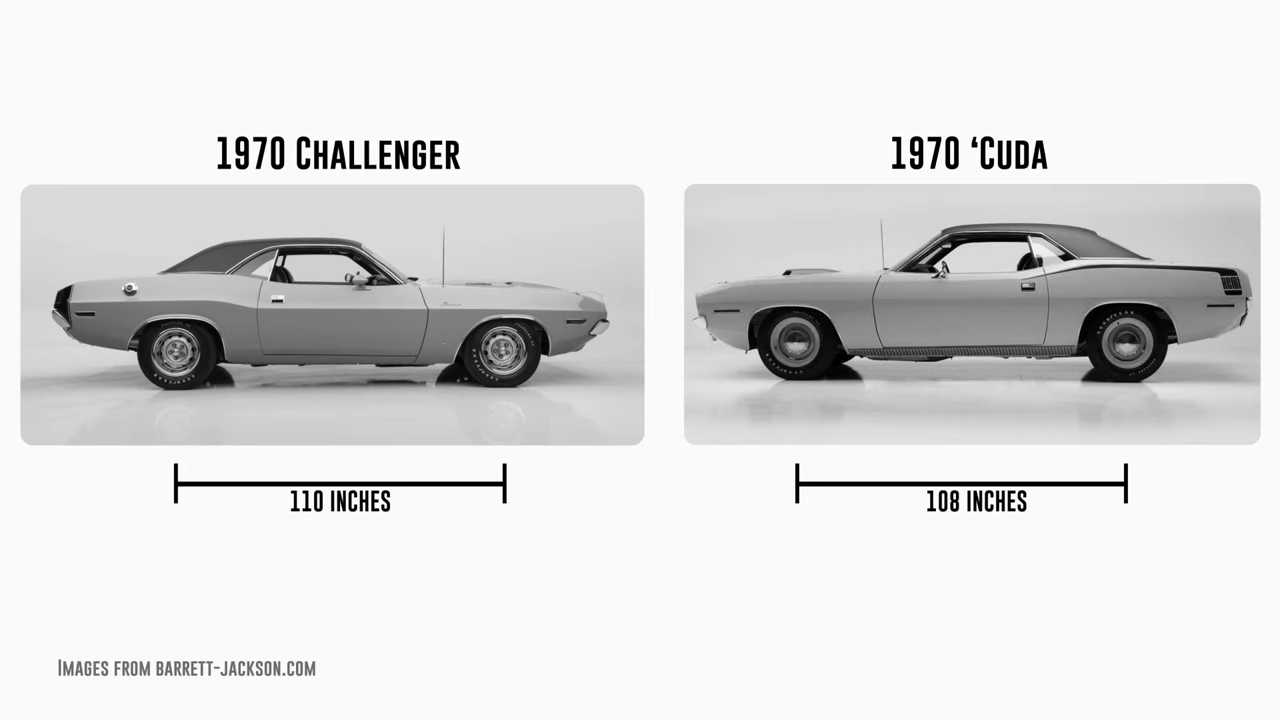 1970 Challenger
1970 ‘Cuda
110 INCHES
108 INCHES
Images from barrett-jackson.com